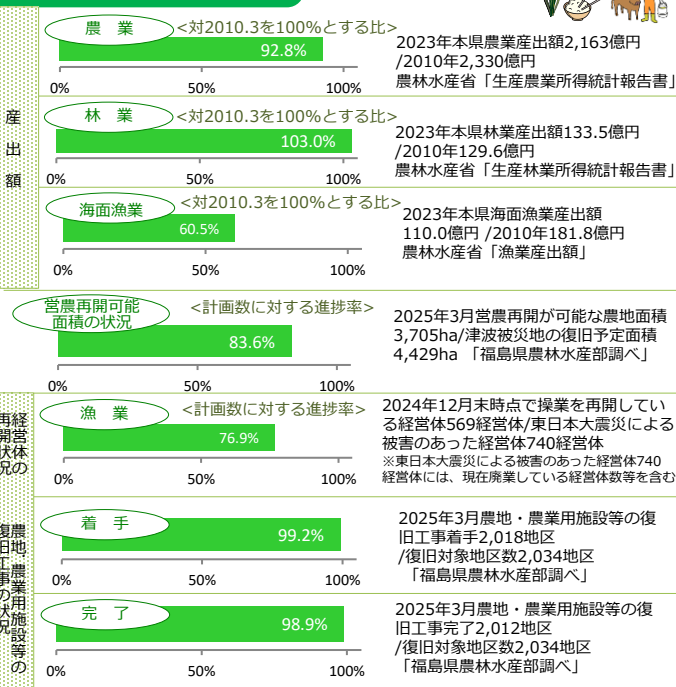 産出額
農　業
<対2010.3を100%とする比>
92.8%
0% 50% 100%
2023年本県農業産出額2,163億円
/2010年2,330億円
農林水産省「生産農業所得統計報告書」
林　業
<対2010.3を100%とする比>
103.0%
0% 50% 100%
2023年本県林業産出額133.5億円
/2010年129.6億円
農林水産省「生産林業所得統計報告書」
海面漁業
<対2010.3を100%とする比>
60.5%
0% 50% 100%
2023年本県海面漁業産出額
110.0億円 /2010年181.8億円
農林水産省「漁業産出額」
営農再開可能
面積の状況
<計画数に対する進捗率>
83.6%
0% 50% 100%
2025年3月営農再開が可能な農地面積
3,705ha/津波被災地の復旧予定面積
4,429ha 「福島県農林水産部調べ」
経営体の
再開状況
漁　業
<計画数に対する進捗率>
76.9%
0% 50% 100%
2024年12月末時点で操業を再開してい
る経営体569経営体/東日本大震災による
被害のあった経営体740経営体
※東日本大震災による被害のあった経営体740
経営体には、現在廃業している経営体数等を含む
農地・農業用施設等の
復旧工事の状況
着　手
99.2%
0% 50% 100%
2025年3月農地・農業用施設等の復
旧工事着手2,018地区
/復旧対象地区数2,034地区
「福島県農林水産部調べ」
完　了
98.9%
0% 50% 100%
2025年3月農地・農業用施設等の復
旧工事完了2,012地区
/復旧対象地区数2,034地区
「福島県農林水産部調べ」